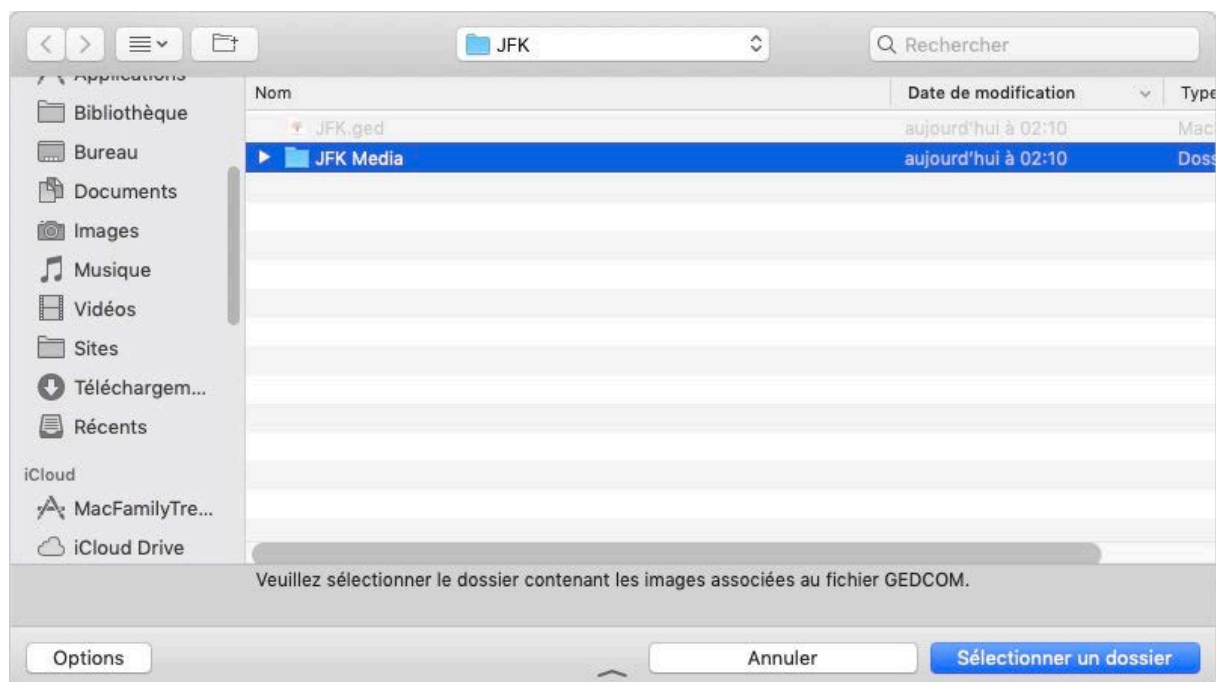 JFK
Rechercher
Applications
Bibliothèque
Bureau
Documents
Images
Musique
Vidéos
Sites
Téléchargem...
Récents
iCloud
MacFamilyTre...
iCloud Drive
Nom Date de modification Type
JFK.ged aujourd'hui à 02:10 Mac
JFK Media aujourd'hui à 02:10 Doss
Veuillez sélectionner le dossier contenant les images associées au fichier GEDCOM.
Options
Annuler
Sélectionner un dossier